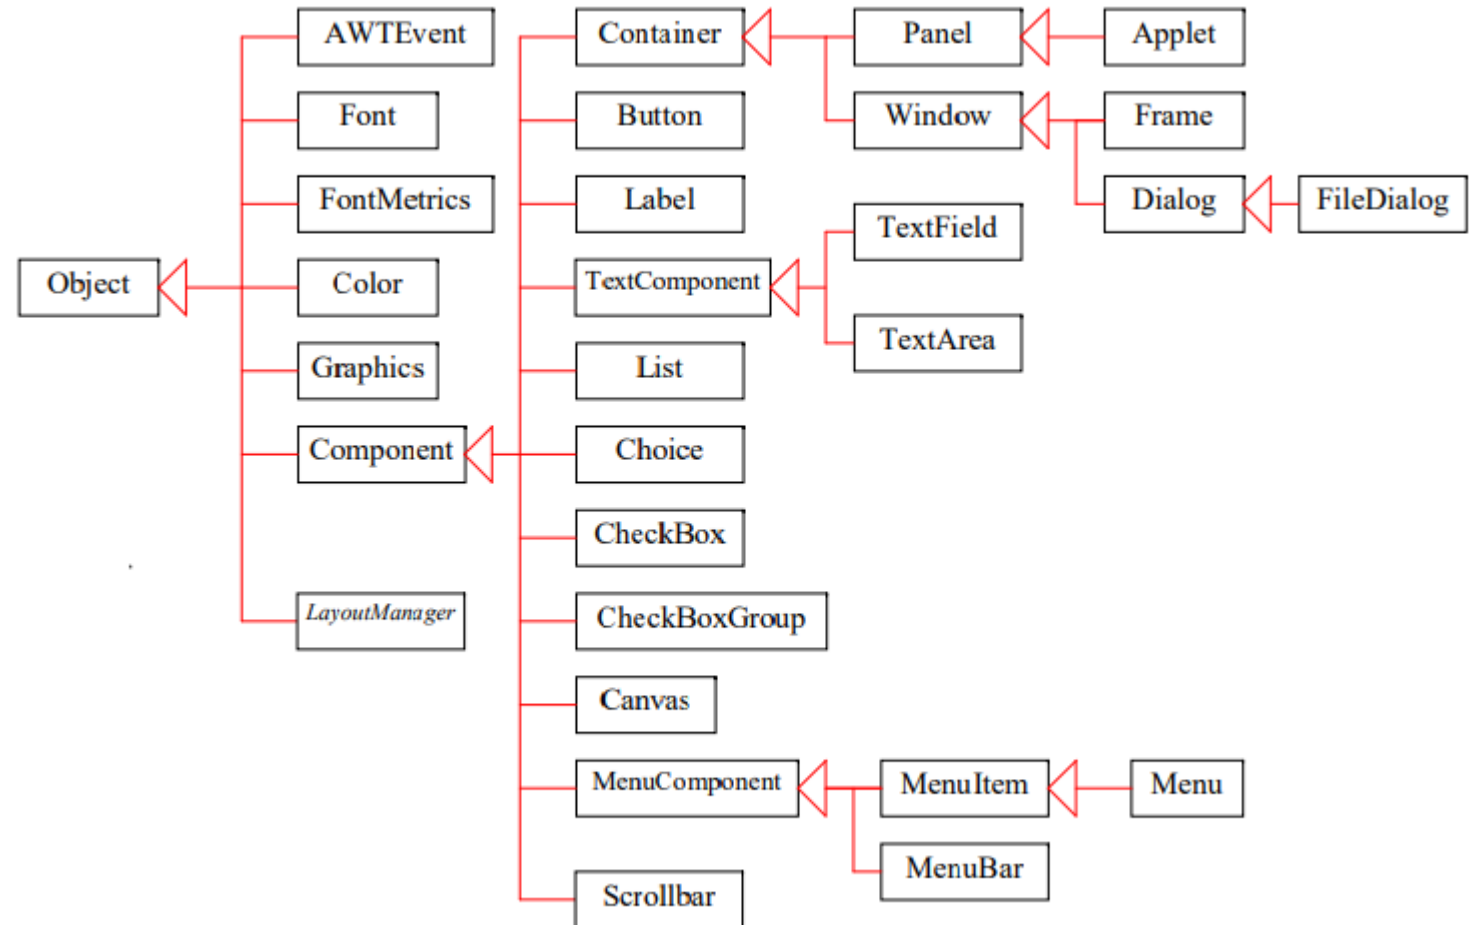 AWTEvent
Container
Panel
Applet
Font
Button
Window
Frame
FontMetrics
Label
Dialog
FileDialog
TextField
Object
Color
TextComponent
TextArea
Graphics
List
Component
Choice
CheckBox
LayoutManager
CheckBoxGroup
Canvas
MenuComponent
MenuItem
Menu
MenuBar
Scrollbar